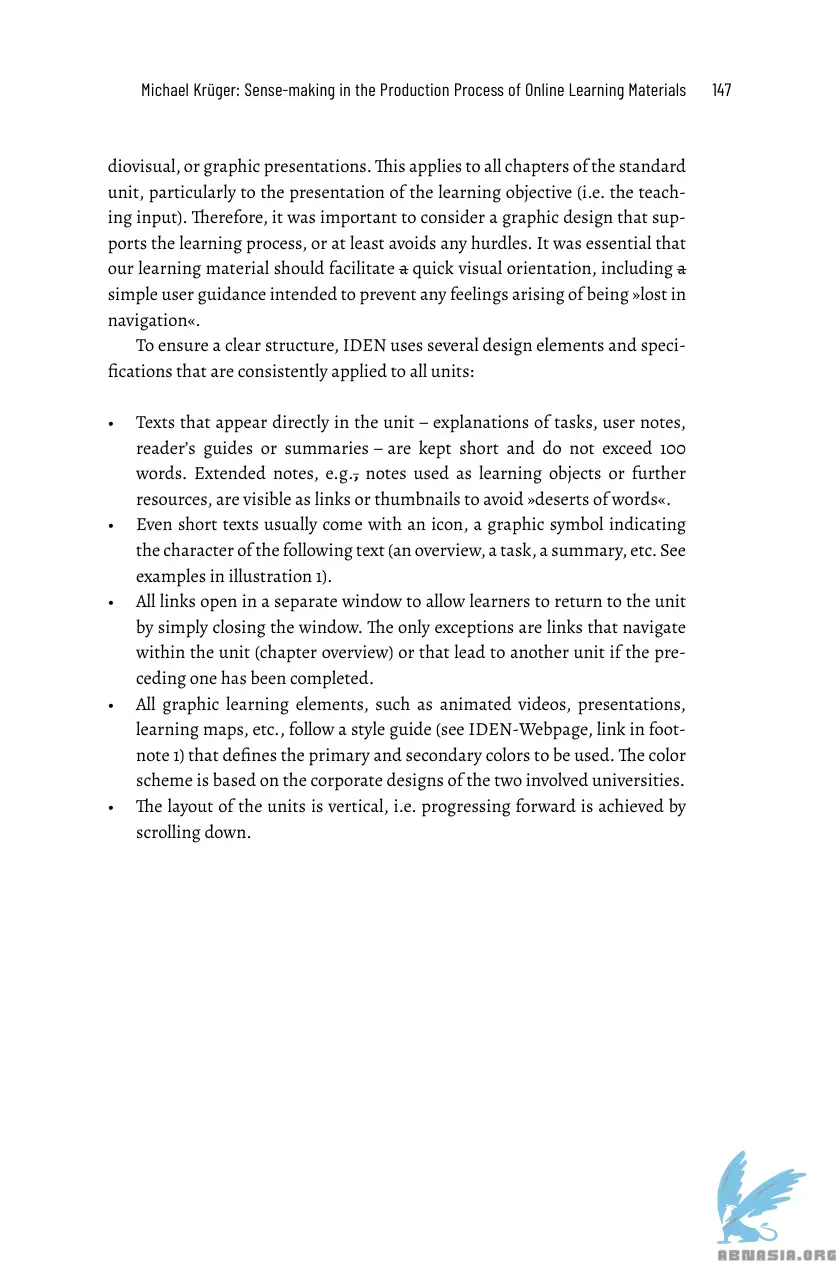 Michael Krüger: Sense-making in the Production Process of Online Learning Materials 147
diovisual, or graphic presentations. This applies to all chapters of the standard
unit, particularly to the presentation of the learning objective (i.e. the teach-
ing input). Therefore, it was important to consider a graphic design that sup-
ports the learning process, or at least avoids any hurdles. It was essential that
our learning material should facilitate a quick visual orientation, including a
simple user guidance intended to prevent any feelings arising of being »lost in
navigation«.
To ensure a clear structure, IDEN uses several design elements and speci-
fications that are consistently applied to all units:
• Texts that appear directly in the unit – explanations of tasks, user notes,
reader’s guides or summaries – are kept short and do not exceed 100
words. Extended notes, e.g., notes used as learning objects or further
resources, are visible as links or thumbnails to avoid »deserts of words«.
• Even short texts usually come with an icon, a graphic symbol indicating
the character of the following text (an overview, a task, a summary, etc. See
examples in illustration 1).
• All links open in a separate window to allow learners to return to the unit
by simply closing the window. The only exceptions are links that navigate
within the unit (chapter overview) or that lead to another unit if the pre-
ceding one has been completed.
• All graphic learning elements, such as animated videos, presentations,
learning maps, etc., follow a style guide (see IDEN-Webpage, link in foot-
note 1) that defines the primary and secondary colors to be used. The color
scheme is based on the corporate designs of the two involved universities.
• The layout of the units is vertical, i.e. progressing forward is achieved by
scrolling down.
ABNASIA.ORG